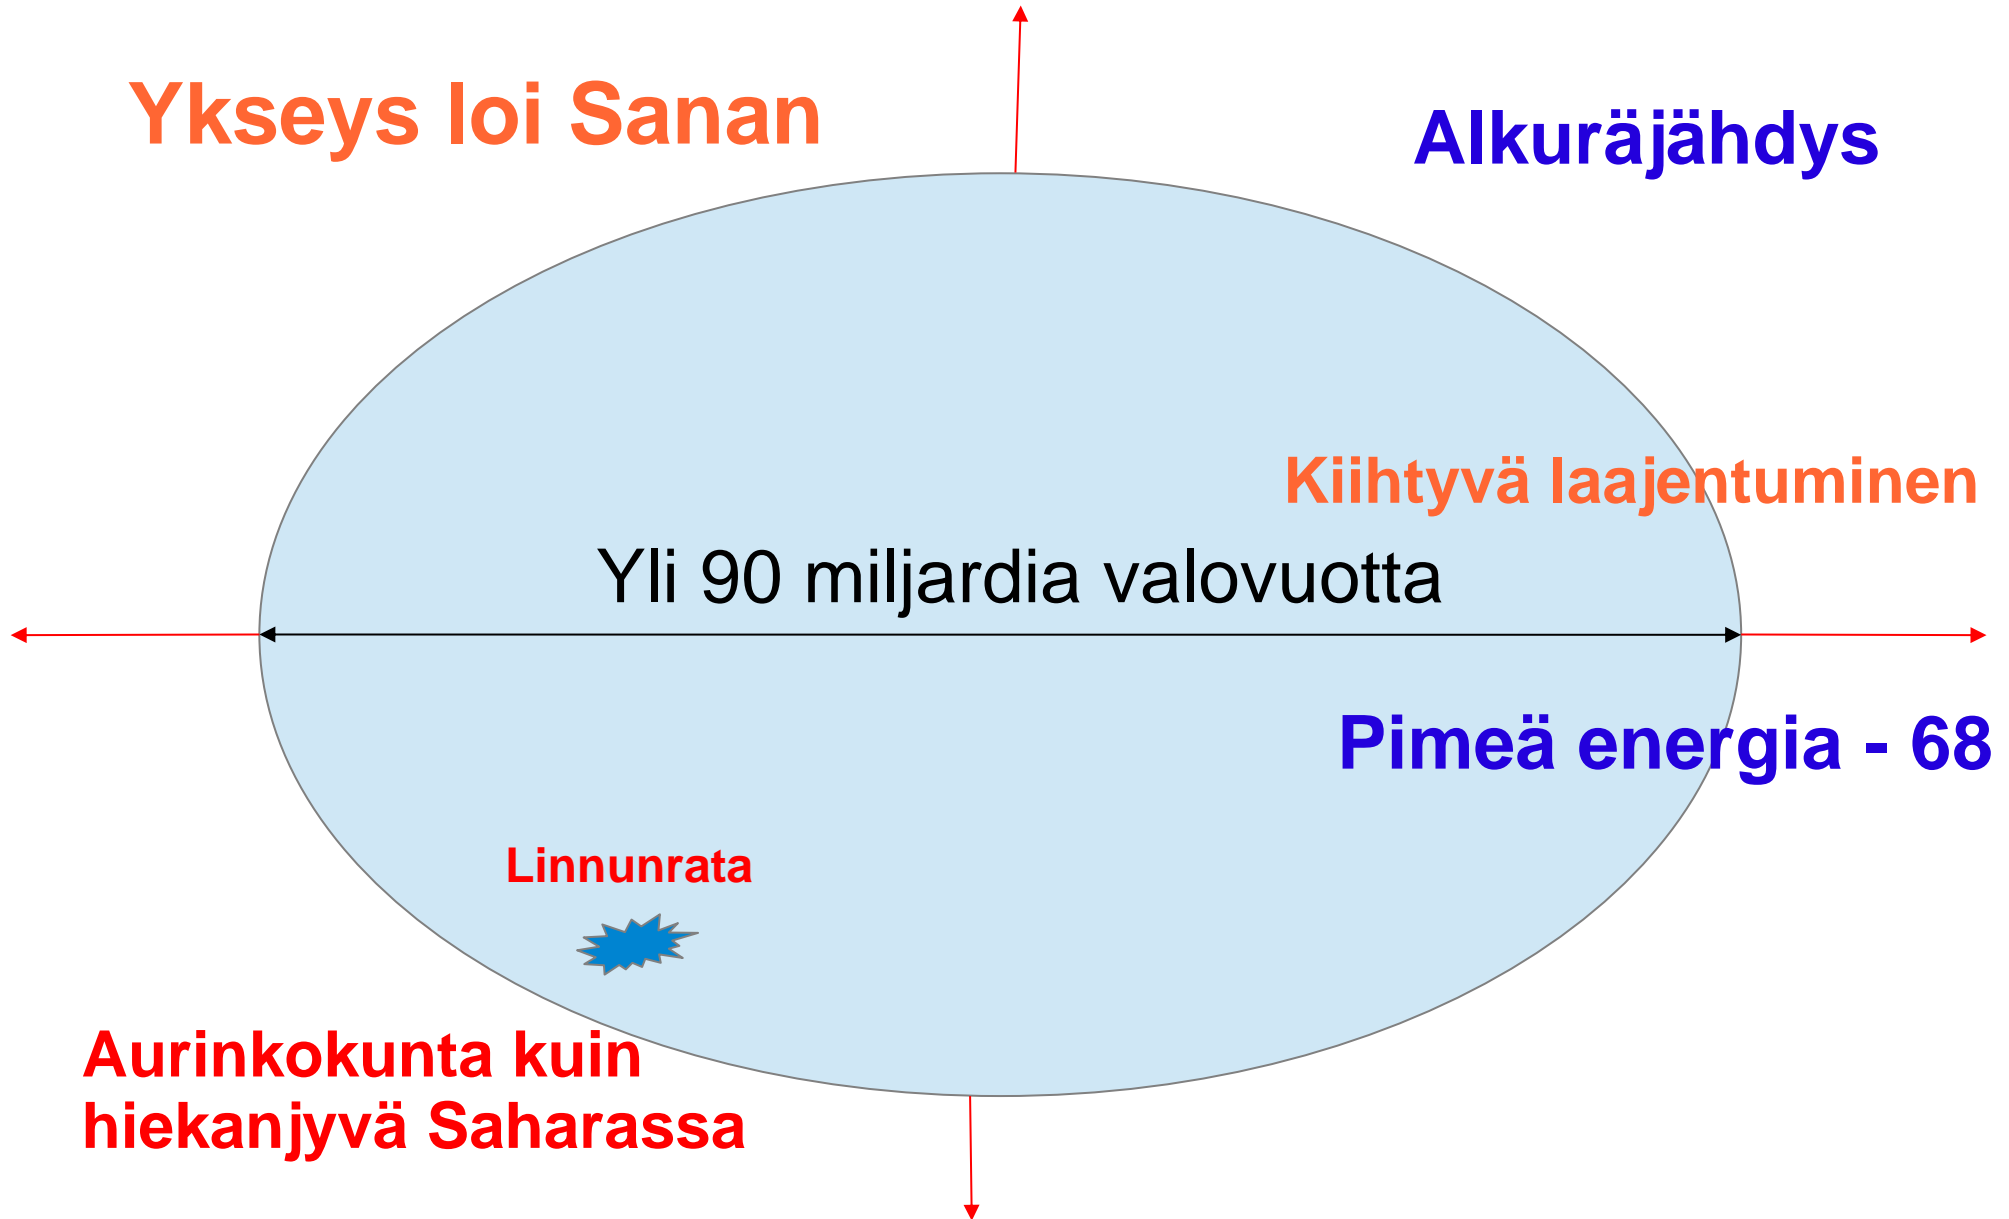 Ykseys loi Sanan
Alkuräjähdys
Kiihtyvä laajentuminen
Yli 90 miljardia valovuotta
Pimeä energia - 68
Linnunrata
Aurinkokunta kuin
hiekanjyvä Saharassa